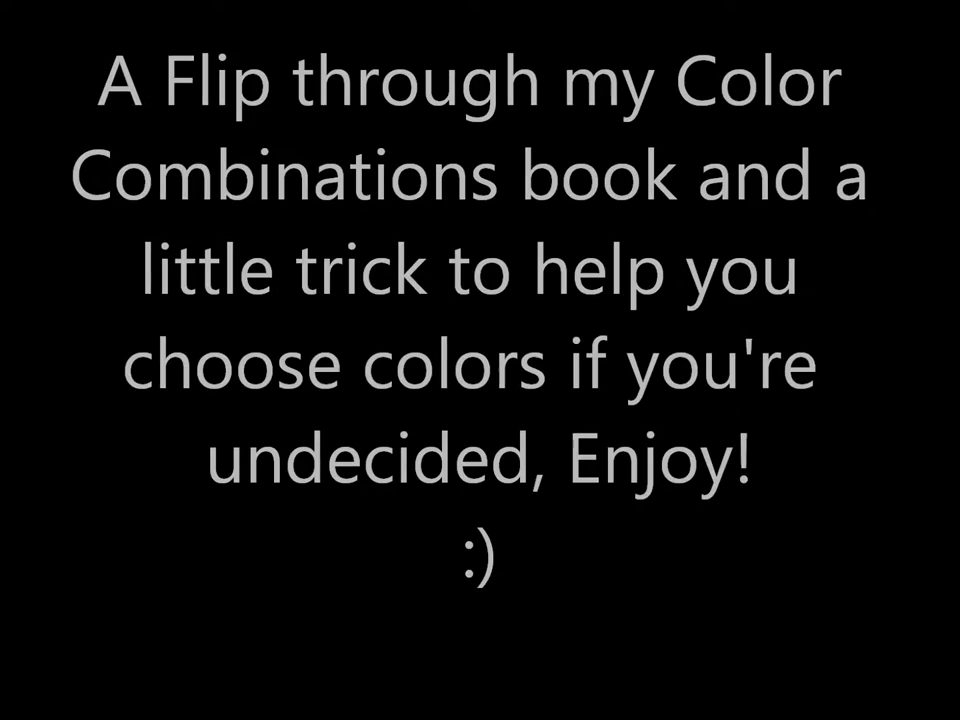 A Flip through my Color
Combinations book and a
little trick to help you
choose colors if you're
undecided, Enjoy!
:)